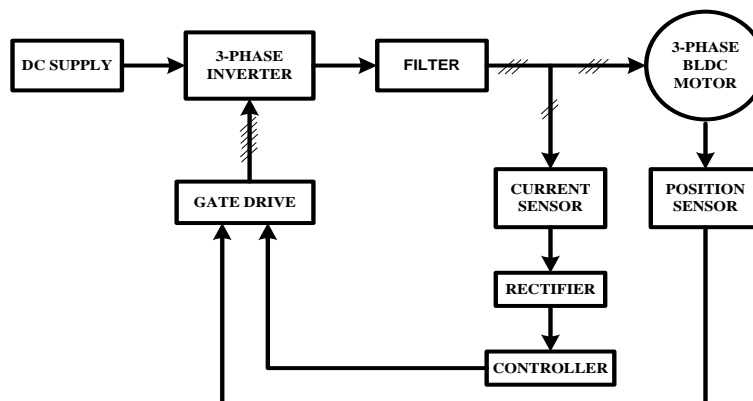 DC SUPPLY
3-PHASE
INVERTER
FILTER
3-PHASE
BLDC
MOTOR
GATE DRIVE
CURRENT
SENSOR
POSITION
SENSOR
RECTIFIER
CONTROLLER